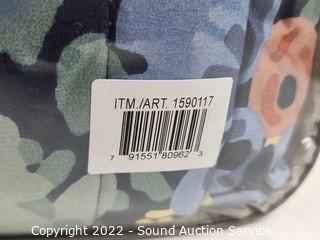 ITM./ART. 1590117
7 91551 80962 3
Copyright 2022 - Sound Auction Service